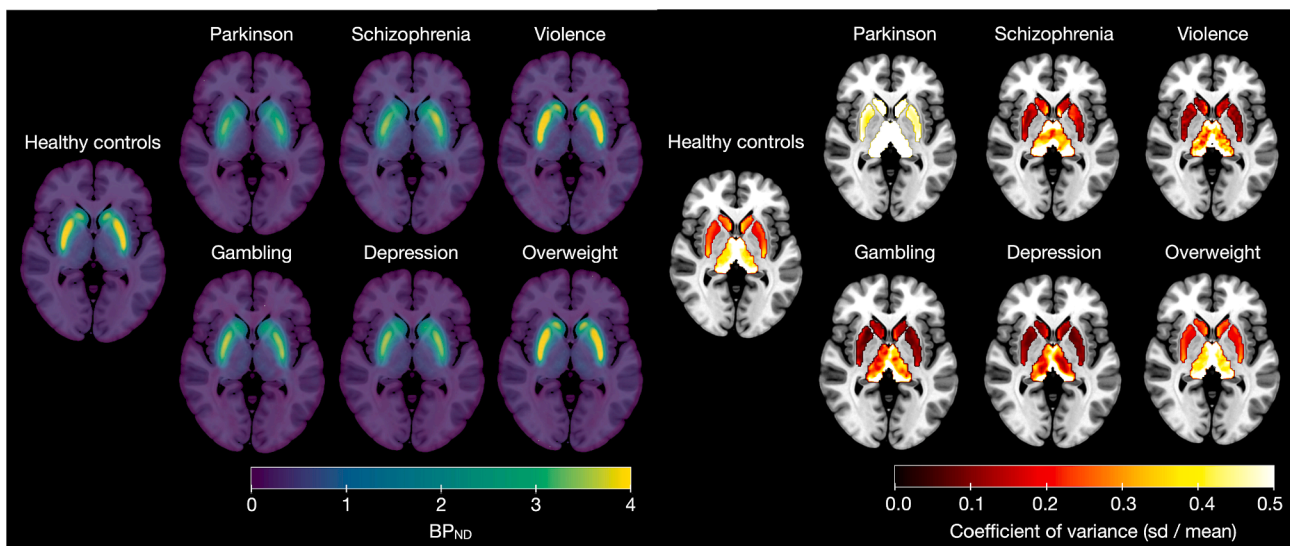 Parkinson Schizophrenia Violence
Healthy controls
Gambling Depression Overweight
0 1 2 3 4
BPND
Parkinson Schizophrenia Violence
Healthy controls
Gambling Depression Overweight
0.0 0.1 0.2 0.3 0.4 0.5
Coefficient of variance (sd / mean)